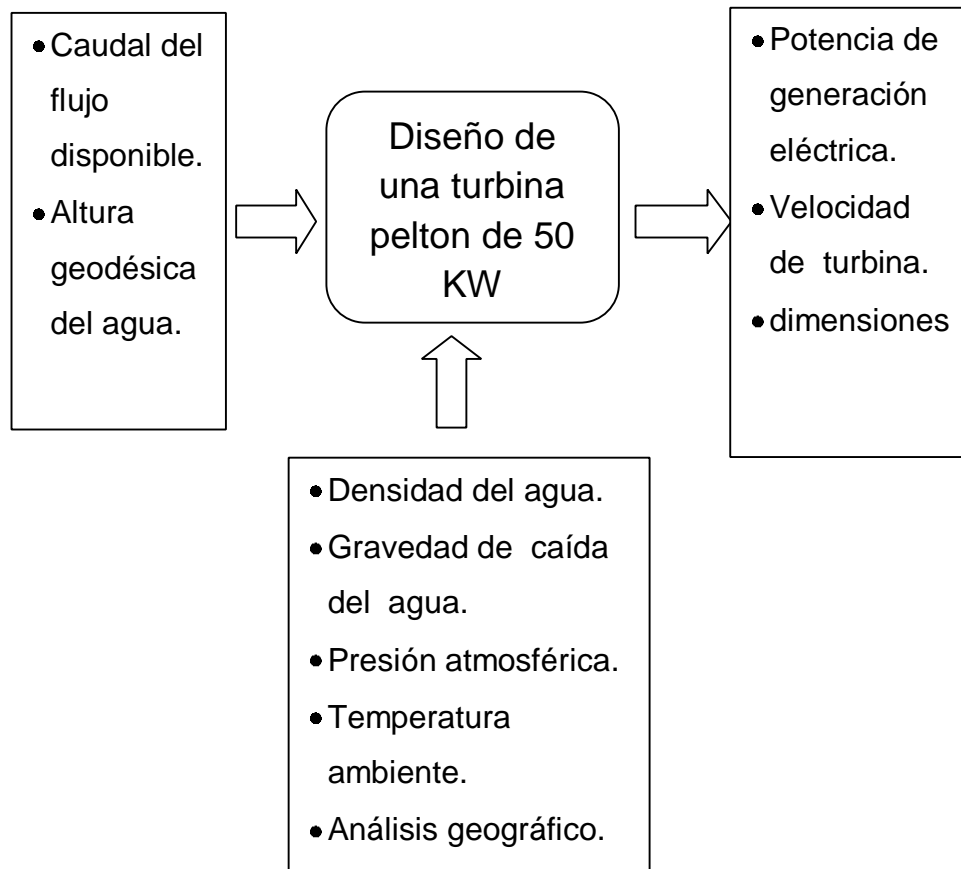 • Caudal del
flujo
disponible.
• Altura
geodésica
del agua.
Diseño de
una turbina
pelton de 50
KW
• Potencia de
generación
eléctrica.
• Velocidad
de turbina.
• dimensiones
• Densidad del agua.
• Gravedad de caída
del agua.
• Presión atmosférica.
• Temperatura
ambiente.
• Análisis geográfico.